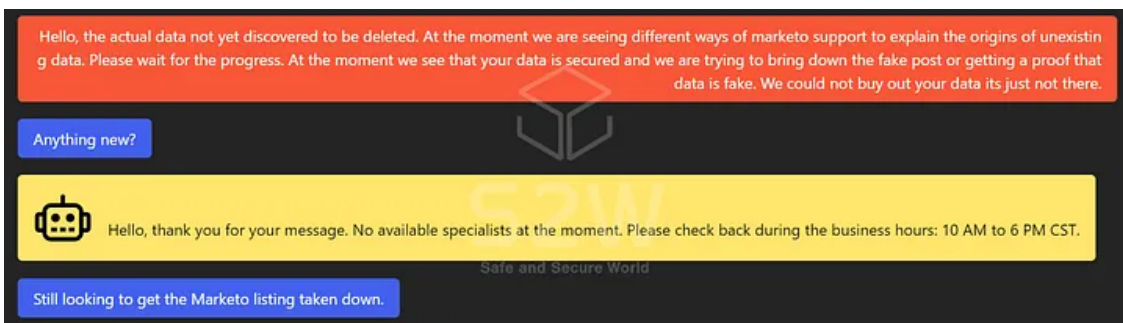 Hello, the actual data not yet discovered to be deleted. At the moment we are seeing different ways of marketo support to explain the origins of unexistin
g data. Please wait for the progress. At the moment we see that your data is secured and we are trying to bring down the fake post or getting a proof that
data is fake. We could not buy out your data its just not there.
Anything new?
Hello, thank you for your message. No available specialists at the moment. Please check back during the business hours: 10 AM to 6 PM CST.
S2W
Safe and Secure World
Still looking to get the Marketo listing taken down.